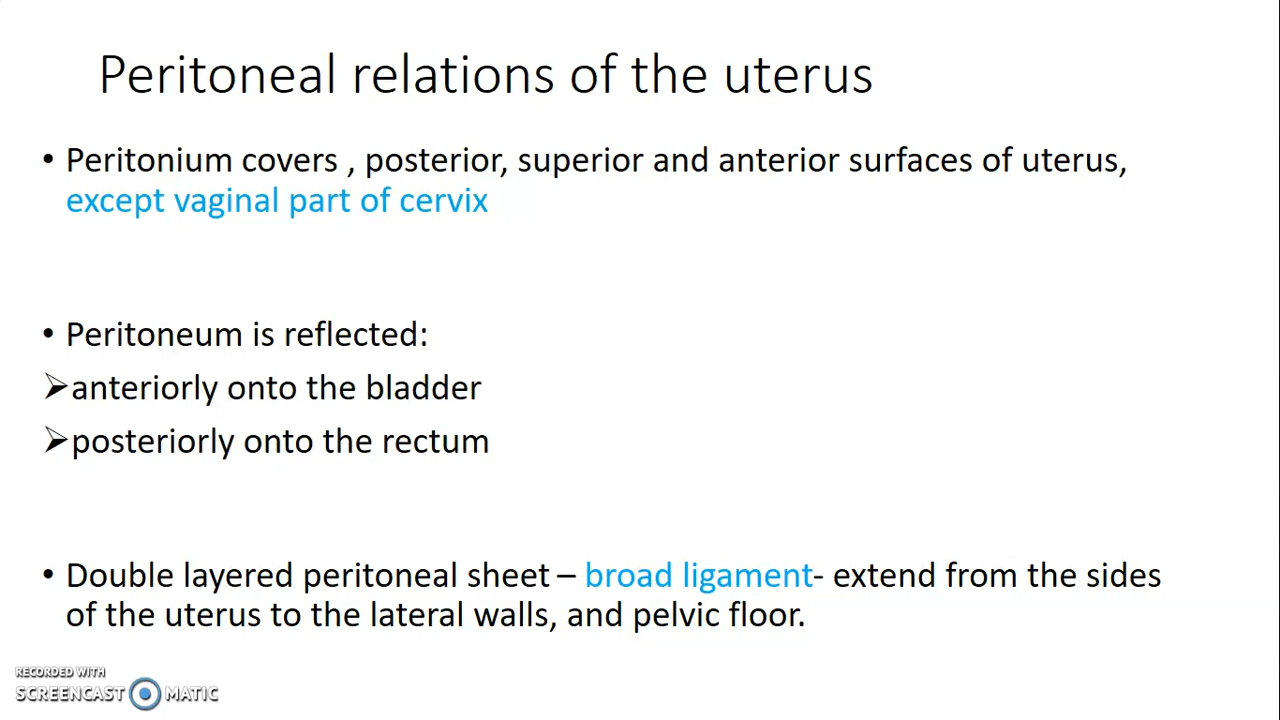 Peritoneal relations of the uterus
• Peritonium covers , posterior, superior and anterior surfaces of uterus,
except vaginal part of cervix
• Peritoneum is reflected:
➢anteriorly onto the bladder
➢posteriorly onto the rectum
• Double layered peritoneal sheet – broad ligament- extend from the sides
of the uterus to the lateral walls, and pelvic floor.
RECORDED WITH
SCREENCAST MATIC